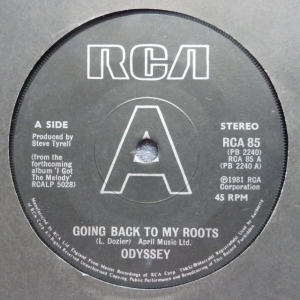 RCA
A SIDE
STEREO
Produced by
Steve Tyrell
RCA 85
(PB 2240)
RCA 85 A
(PB 2240 A)
(from the
forthcoming
album 'I Got
The Melody'
RCALP 5028)
A
Ⓟ1981 RCA
Corporation
45 RPM
GOING BACK TO MY ROOTS
(L. Dozier) April Music Ltd.
ODYSSEY